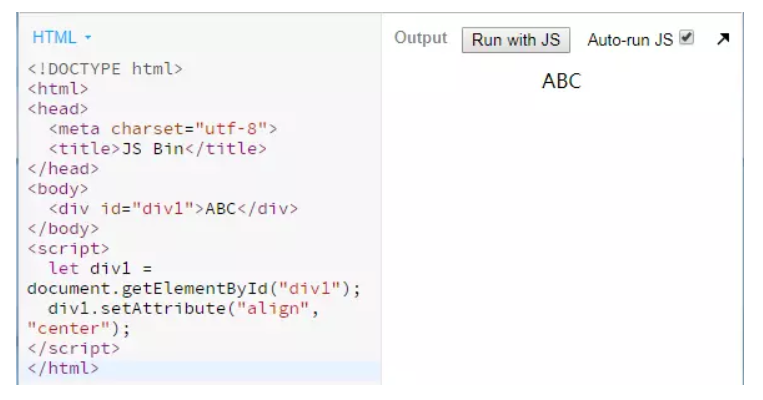 HTML
<!DOCTYPE html>
<html>
<head>
  <meta charset="utf-8">
  <title>JS Bin</title>
</head>
<body>
  <div id="div1">ABC</div>
</body>
<script>
  let div1 =
document.getElementById("div1");
  div1.setAttribute("align",
"center");
</script>
</html>
Output Run with JS Auto-run JS
ABC